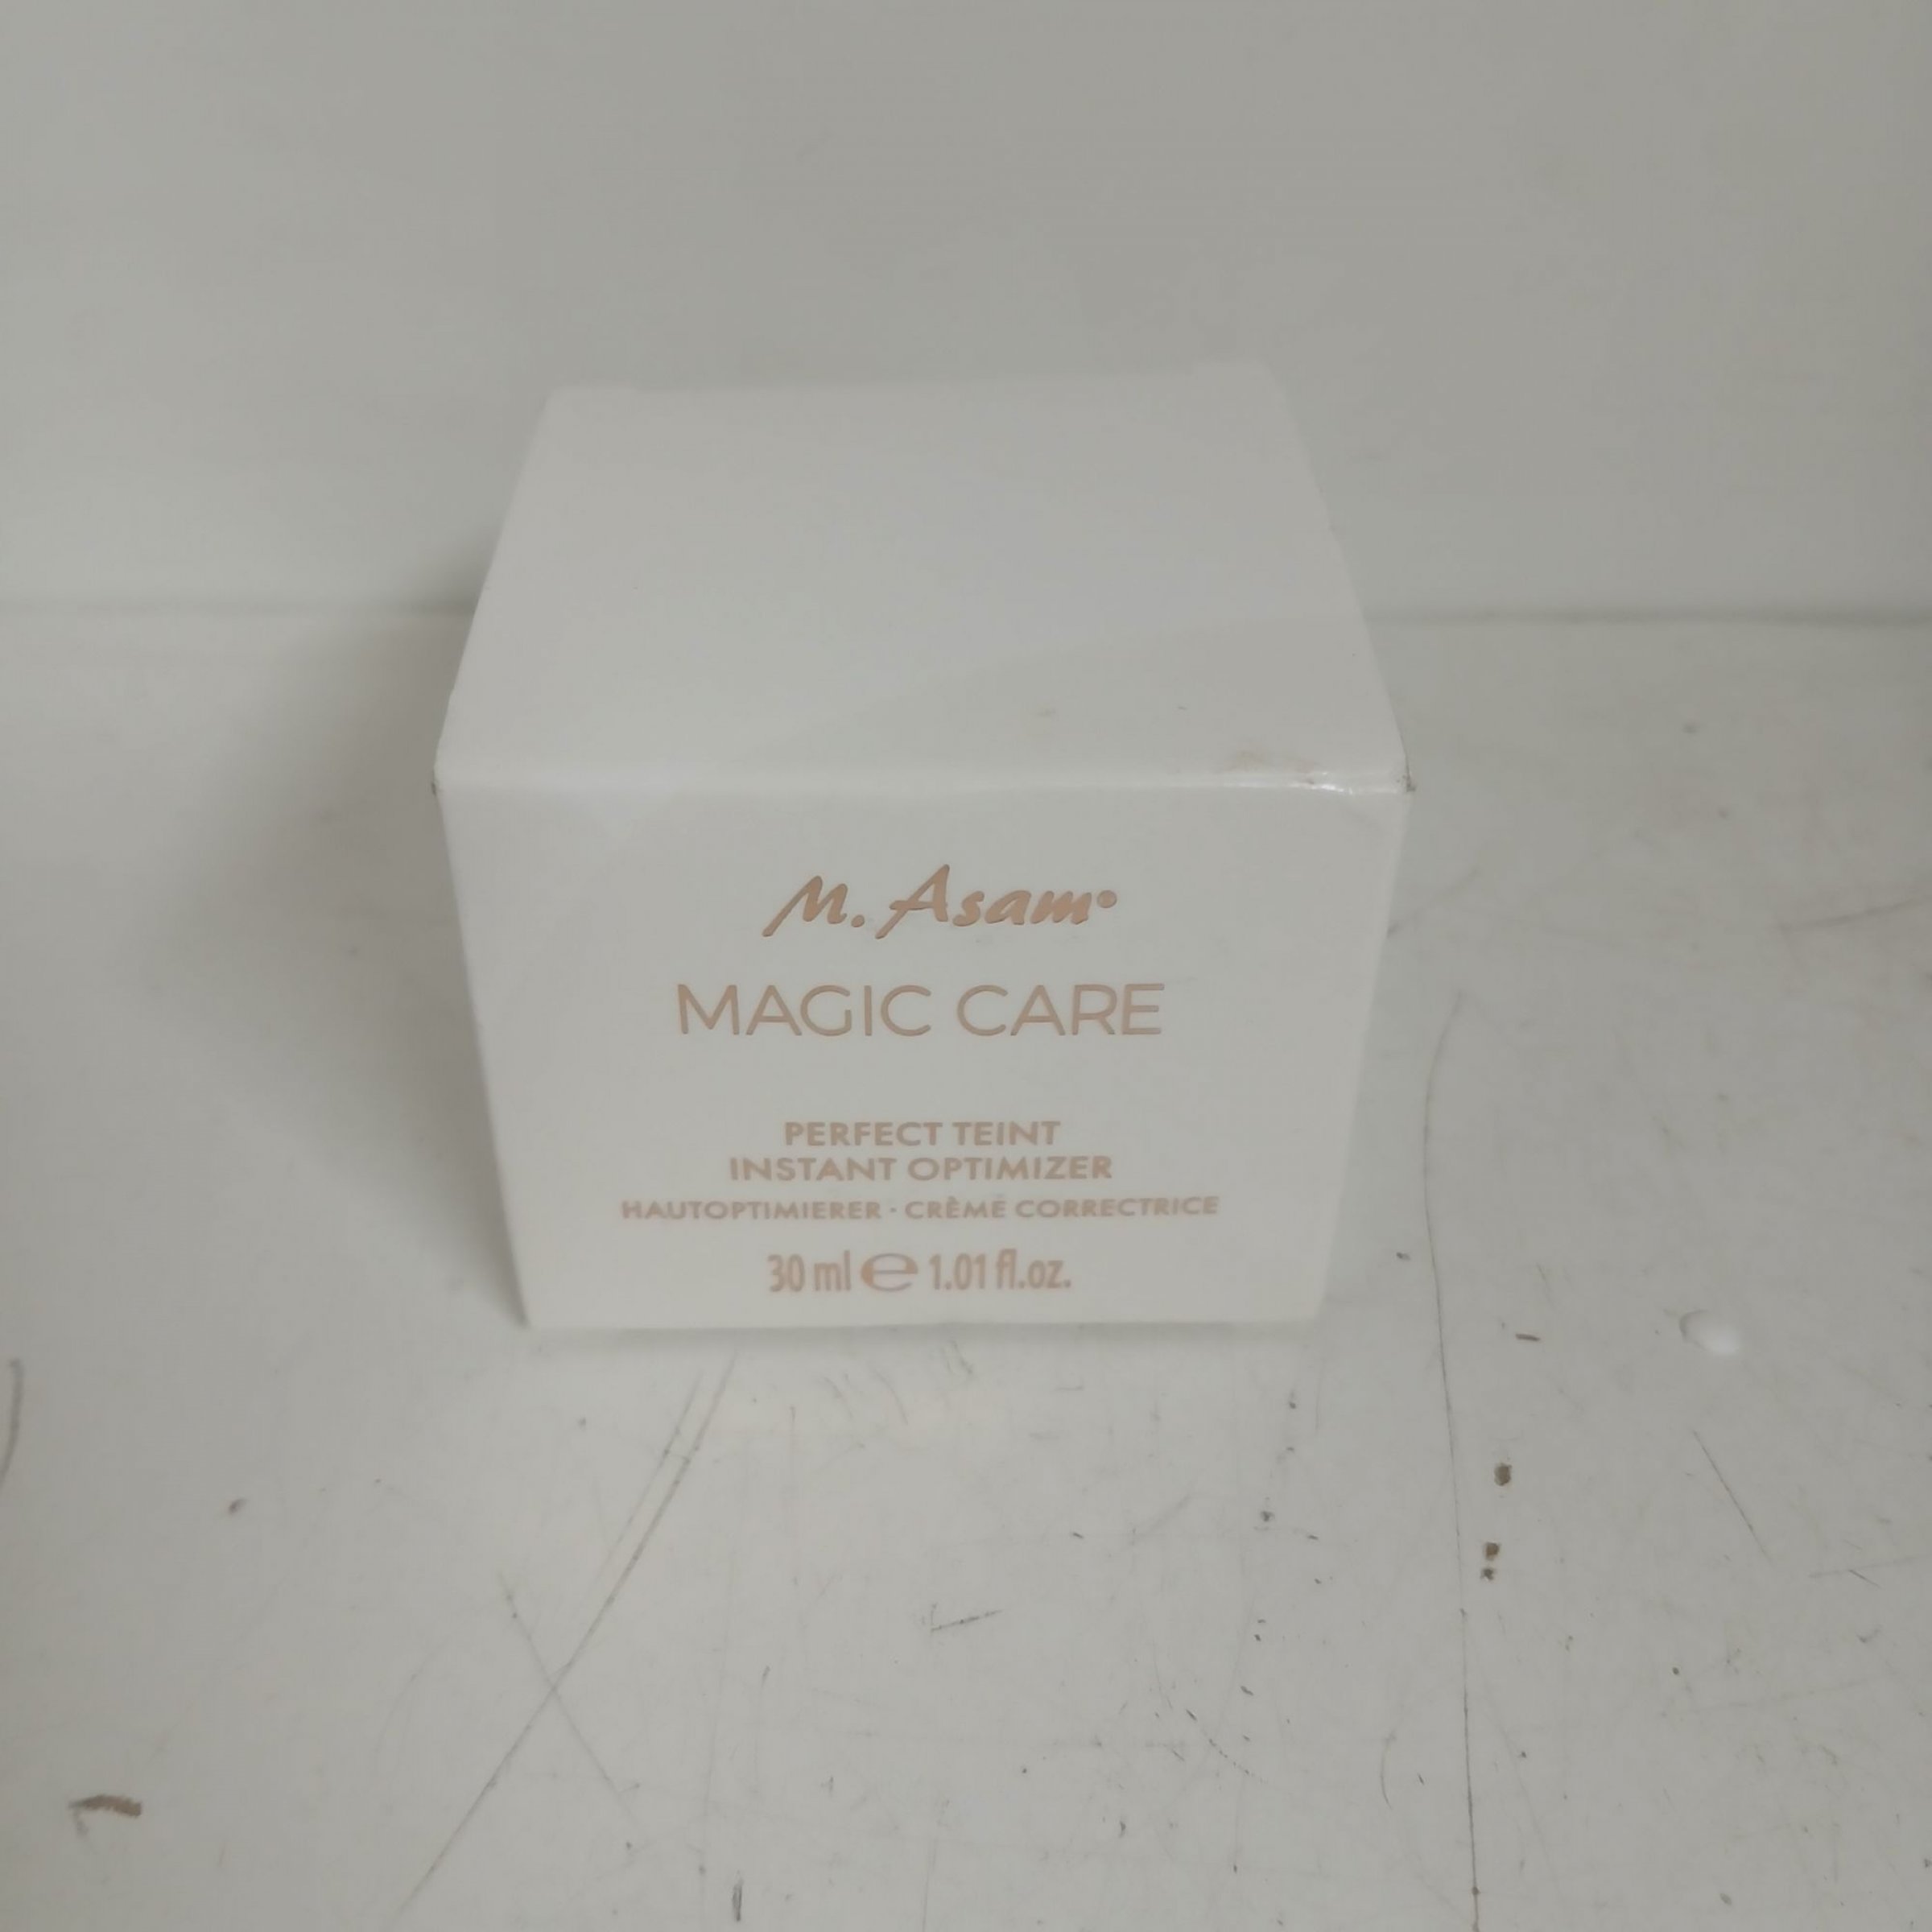 M. Asam®
MAGIC CARE
PERFECT TEINT
INSTANT OPTIMIZER
HAUTOPTIMIERER · CRÈME CORRECTRICE
30 ml ℮ 1.01 fl.oz.